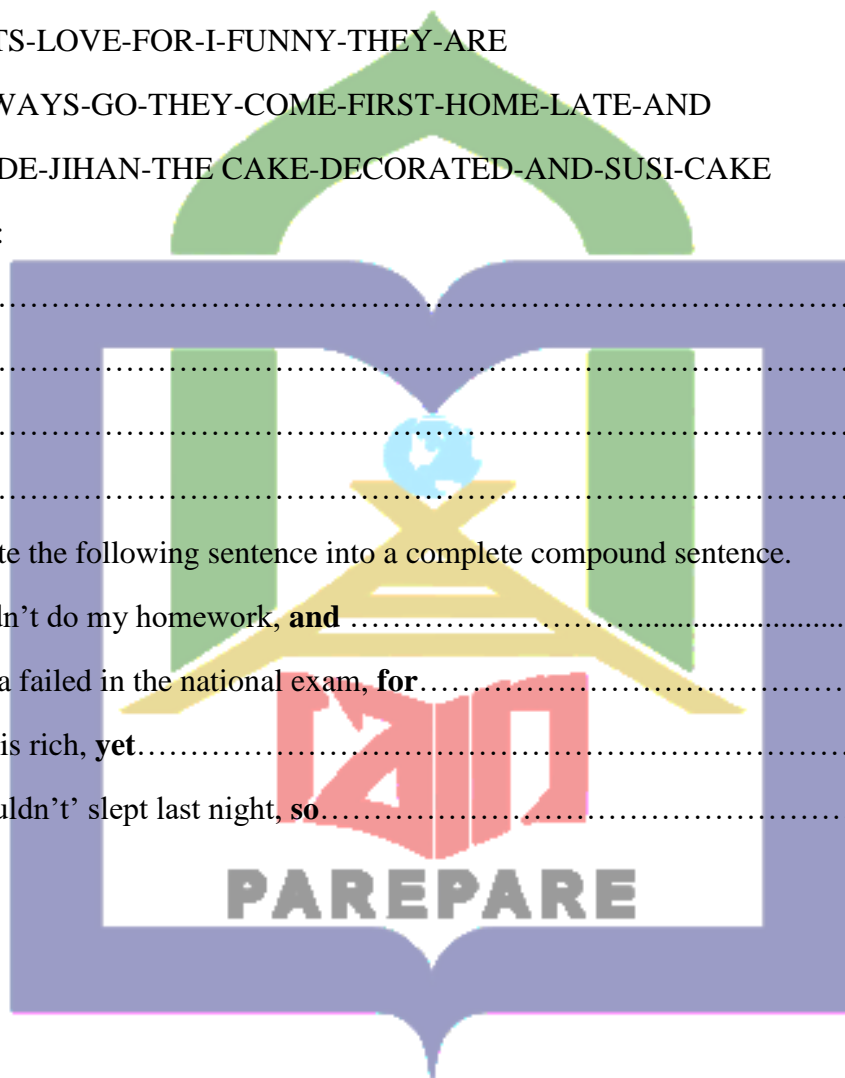 TS-LOVE-FOR-I-FUNNY-THEY-ARE
WAYS-GO-THEY-COME-FIRST-HOME-LATE-AND
DE-JIHAN-THE CAKE-DECORATED-AND-SUSI-CAKE
:
………………………………………………………………………………
………………………………………………………………………………
………………………………………………………………………………
………………………………………………………………………………
te the following sentence into a complete compound sentence.
dn’t do my homework, and …………………………...............................
a failed in the national exam, for……………………………………
is rich, yet……………………………………………………………………
uldn’t’ slept last night, so………………………………………………
PAREPARE